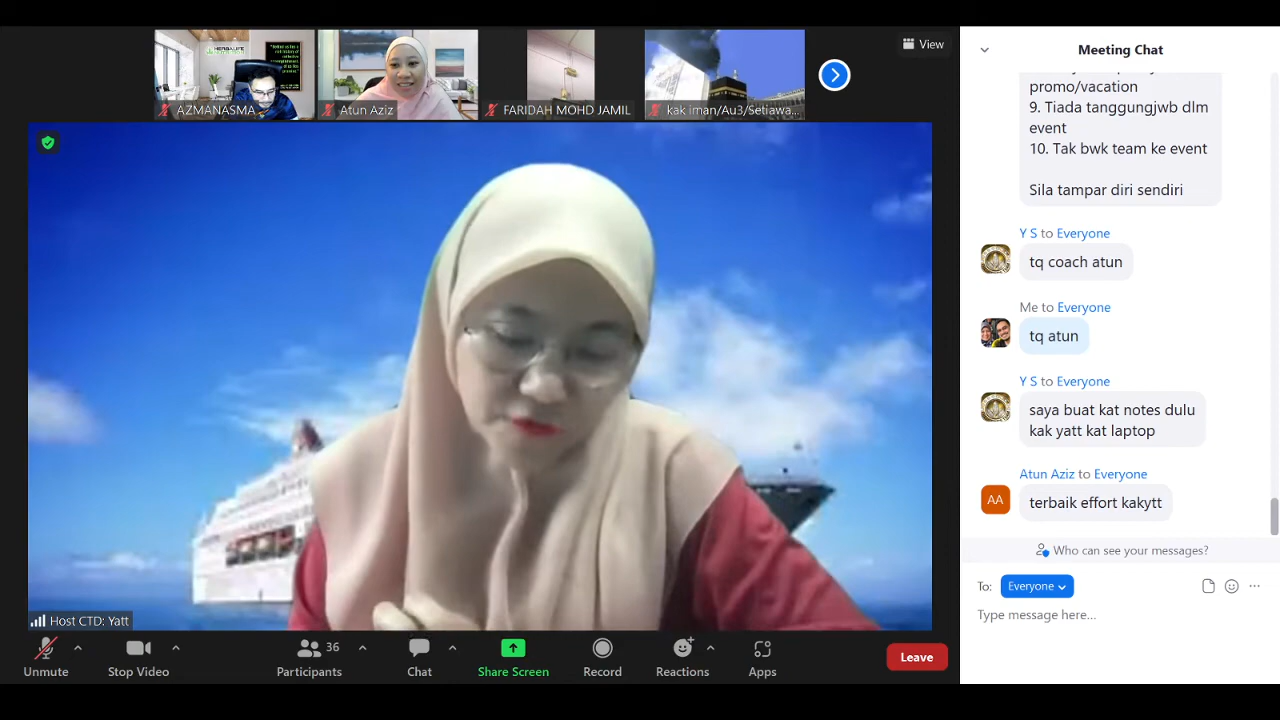 View
HERBALIFE
AZMANASMA
Atun Aziz
FARIDAH MOHD JAMIL
kak iman/Au3/Setiawa...
Host CTD: Yatt
Unmute
Stop Video
Participants
36
Chat
Share Screen
Record
Reactions
Apps
Leave
Meeting Chat
promo/vacation
9. Tiada tanggungjwb dlm
event
10. Tak bwk team ke event
Sila tampar diri sendiri
Y S to Everyone
tq coach atun
Me to Everyone
tq atun
Y S to Everyone
saya buat kat notes dulu
kak yatt kat laptop
Atun Aziz to Everyone
AA
terbaik effort kakytt
Who can see your messages?
To: Everyone
Type message here...